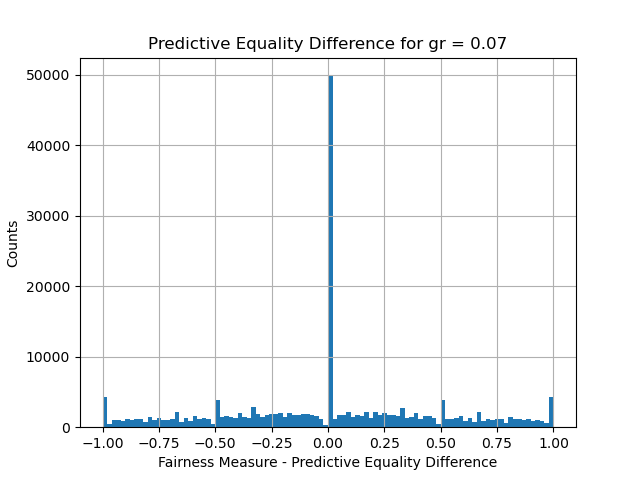 Predictive Equality Difference for gr = 0.07
Counts
50000
40000
30000
20000
10000
0
−1.00 −0.75 −0.50 −0.25 0.00 0.25 0.50 0.75 1.00
Fairness Measure - Predictive Equality Difference